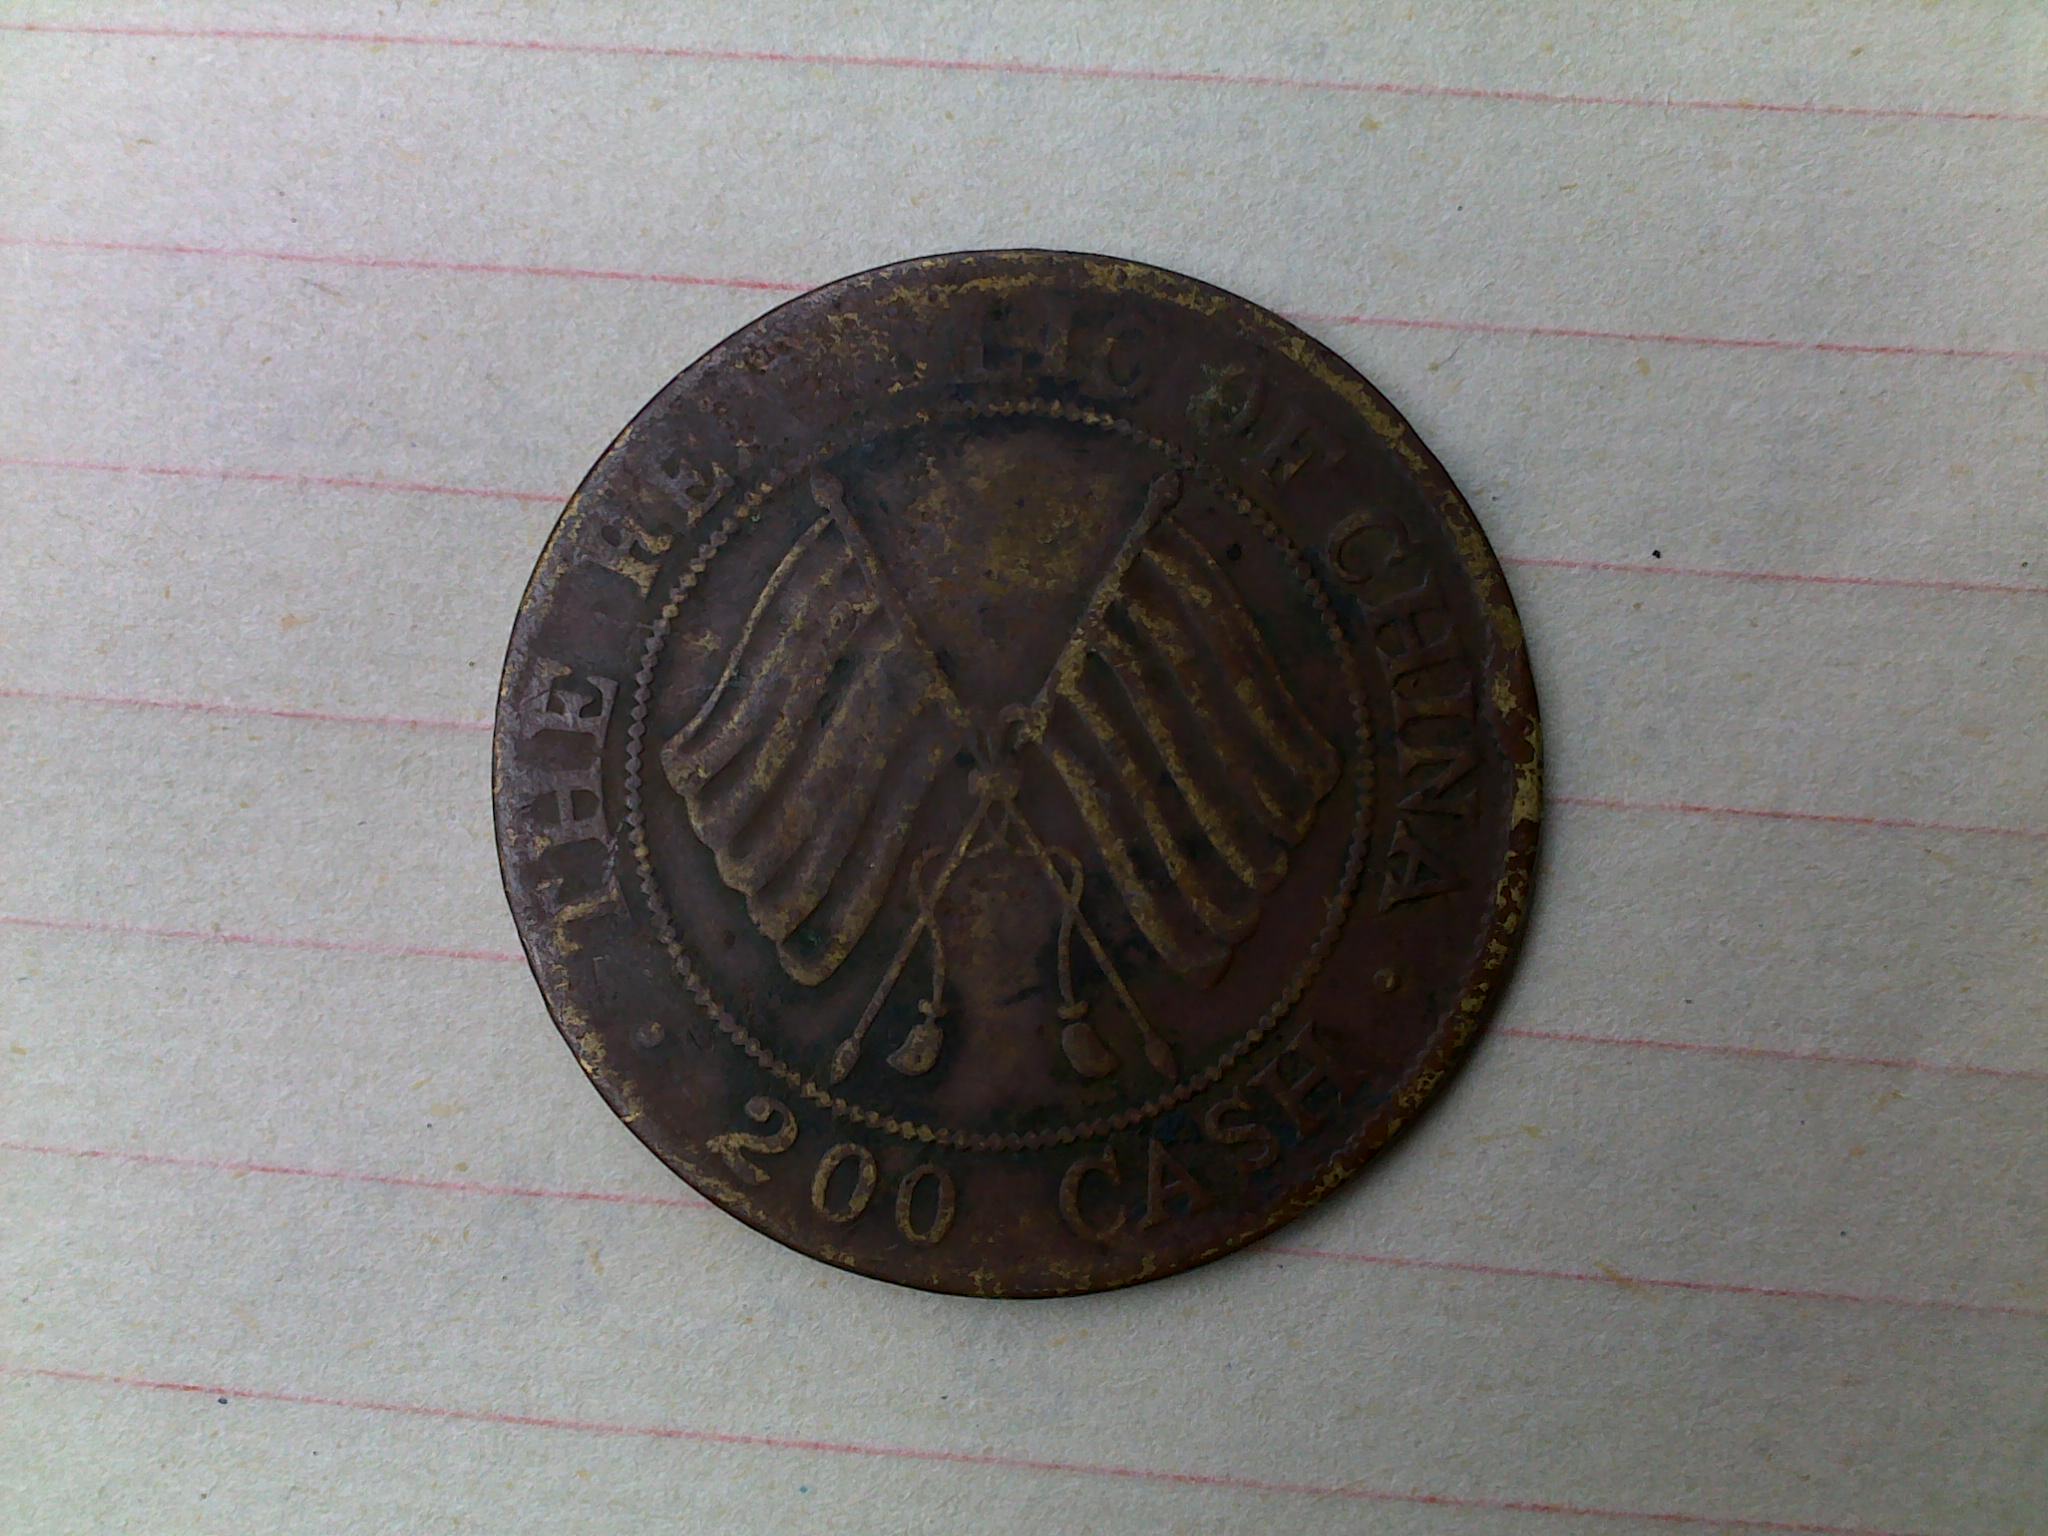 THE RE LIC OF CHINA
200 CASH